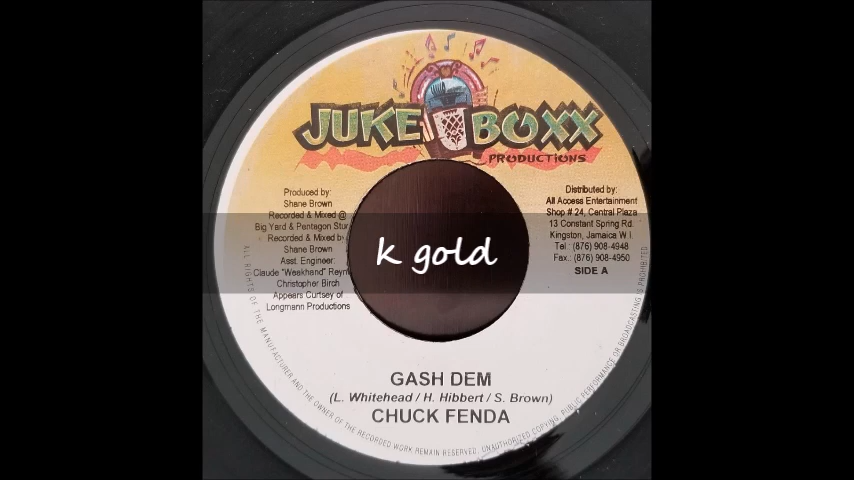 JUKE BOXX
PRODUCTIONS
Produced by:
Shane Brown
Recorded & Mixed @
Big Yard & Pentagon
Recorded & Mixed by
Shane Brown
Asst. Engineer:
Claude "Weakhand"
Christopher Birch
Appears Curtsey of
Longmann Productions
Distributed by:
All Access Entertainment
Shop # 24, Central Plaza
13 Constant Spring Rd.
Kingston, Jamaica W I.
Tel : (876) 908-4948
Fax.: (876) 908-4950
SIDE A
k gold
GASH DEM
(L. Whitehead / H. Hibbert / S. Brown)
CHUCK FENDA
ALL RIGHTS OF THE MANUFACTURER AND THE OWNER OF THE RECORDED WORK REMAIN RESERVED. UNAUTHORIZED COPYING, PUBLIC PERFORMANCE OR BROADCASTING IS PROHIBITED